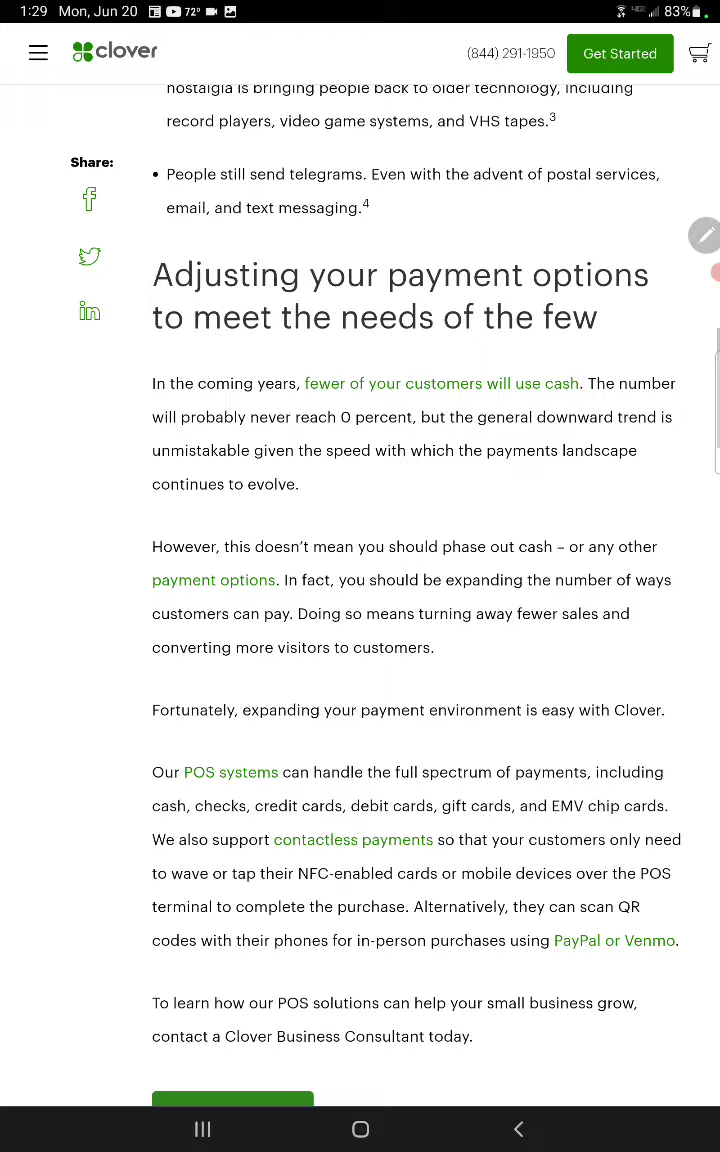 1:29 Mon, Jun 20 72° 83%
clover
(844) 291-1950
Get Started
nostalgia is bringing people back to older technology, including
record players, video game systems, and VHS tapes.3
Share:
• People still send telegrams. Even with the advent of postal services,
email, and text messaging.4
Adjusting your payment options
to meet the needs of the few
In the coming years, fewer of your customers will use cash. The number
will probably never reach 0 percent, but the general downward trend is
unmistakable given the speed with which the payments landscape
continues to evolve.
However, this doesn’t mean you should phase out cash – or any other
payment options. In fact, you should be expanding the number of ways
customers can pay. Doing so means turning away fewer sales and
converting more visitors to customers.
Fortunately, expanding your payment environment is easy with Clover.
Our POS systems can handle the full spectrum of payments, including
cash, checks, credit cards, debit cards, gift cards, and EMV chip cards.
We also support contactless payments so that your customers only need
to wave or tap their NFC-enabled cards or mobile devices over the POS
terminal to complete the purchase. Alternatively, they can scan QR
codes with their phones for in-person purchases using PayPal or Venmo.
To learn how our POS solutions can help your small business grow,
contact a Clover Business Consultant today.